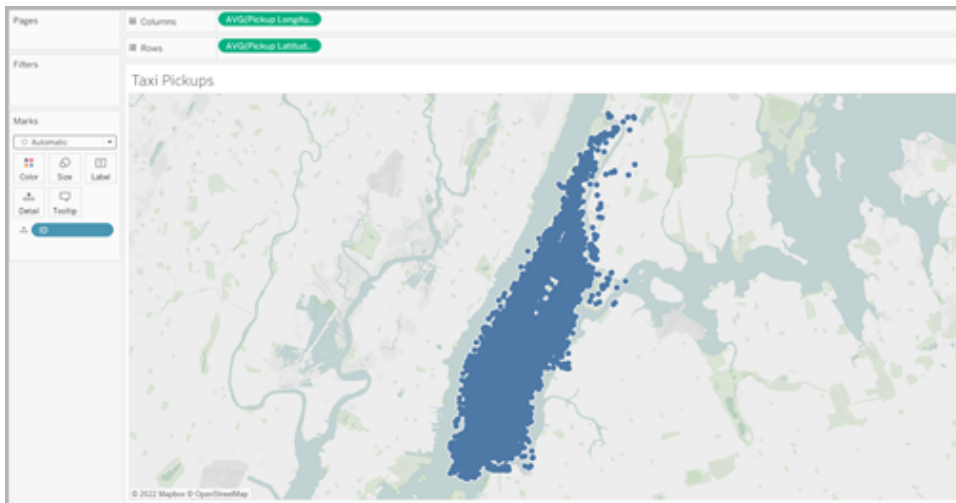 Pages
Columns
AVG(Pickup Longitu..
Rows
AVG(Pickup Latitud..
Filters
Taxi Pickups
Marks
Automatic
Color
Size
Label
Detail
Tooltip
ID
© 2022 Mapbox © OpenStreetMap